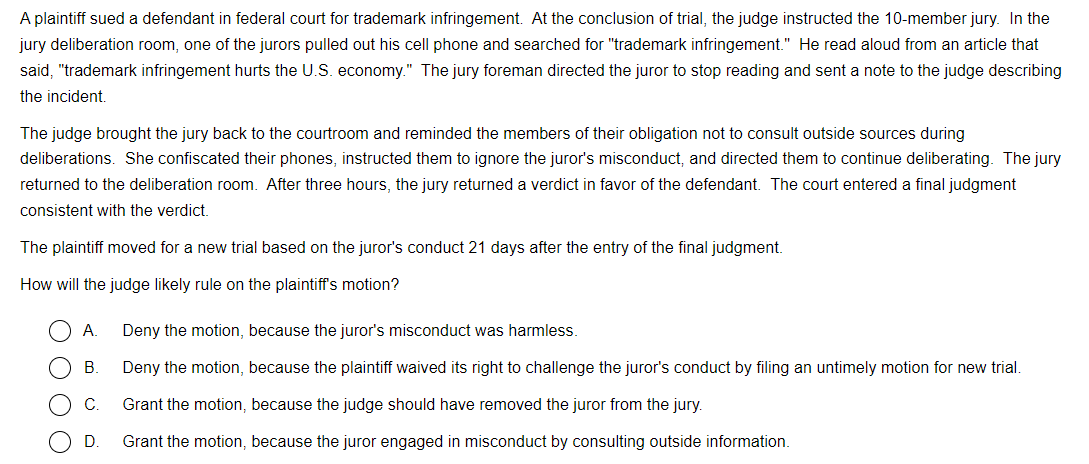 A plaintiff sued a defendant in federal court for trademark infringement.  At the conclusion of trial, the judge instructed the 10-member jury.  In the
jury deliberation room, one of the jurors pulled out his cell phone and searched for "trademark infringement."  He read aloud from an article that
said, "trademark infringement hurts the U.S. economy."  The jury foreman directed the juror to stop reading and sent a note to the judge describing
the incident.
The judge brought the jury back to the courtroom and reminded the members of their obligation not to consult outside sources during
deliberations.  She confiscated their phones, instructed them to ignore the juror's misconduct, and directed them to continue deliberating.  The jury
returned to the deliberation room.  After three hours, the jury returned a verdict in favor of the defendant.  The court entered a final judgment
consistent with the verdict.
The plaintiff moved for a new trial based on the juror's conduct 21 days after the entry of the final judgment.
How will the judge likely rule on the plaintiff's motion?
A. Deny the motion, because the juror's misconduct was harmless.
B. Deny the motion, because the plaintiff waived its right to challenge the juror's conduct by filing an untimely motion for new trial.
C. Grant the motion, because the judge should have removed the juror from the jury.
D. Grant the motion, because the juror engaged in misconduct by consulting outside information.